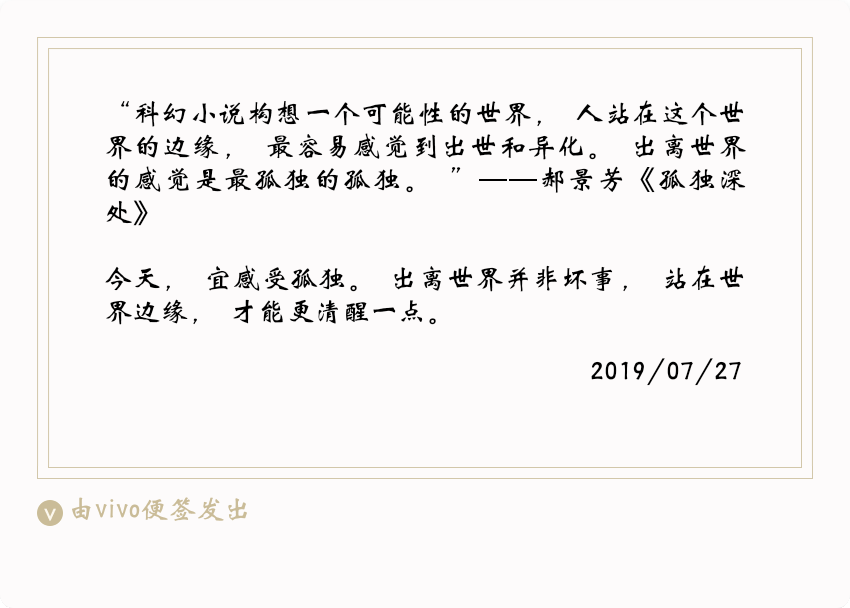 “科幻小说构想一个可能性的世界， 人站在这个世
界的边缘， 最容易感觉到出世和异化。 出离世界
的感觉是最孤独的孤独。 ”——郝景芳《孤独深
处》
今天， 宜感受孤独。 出离世界并非坏事， 站在世
界边缘， 才能更清醒一点。
2019/07/27
由vivo便签发出